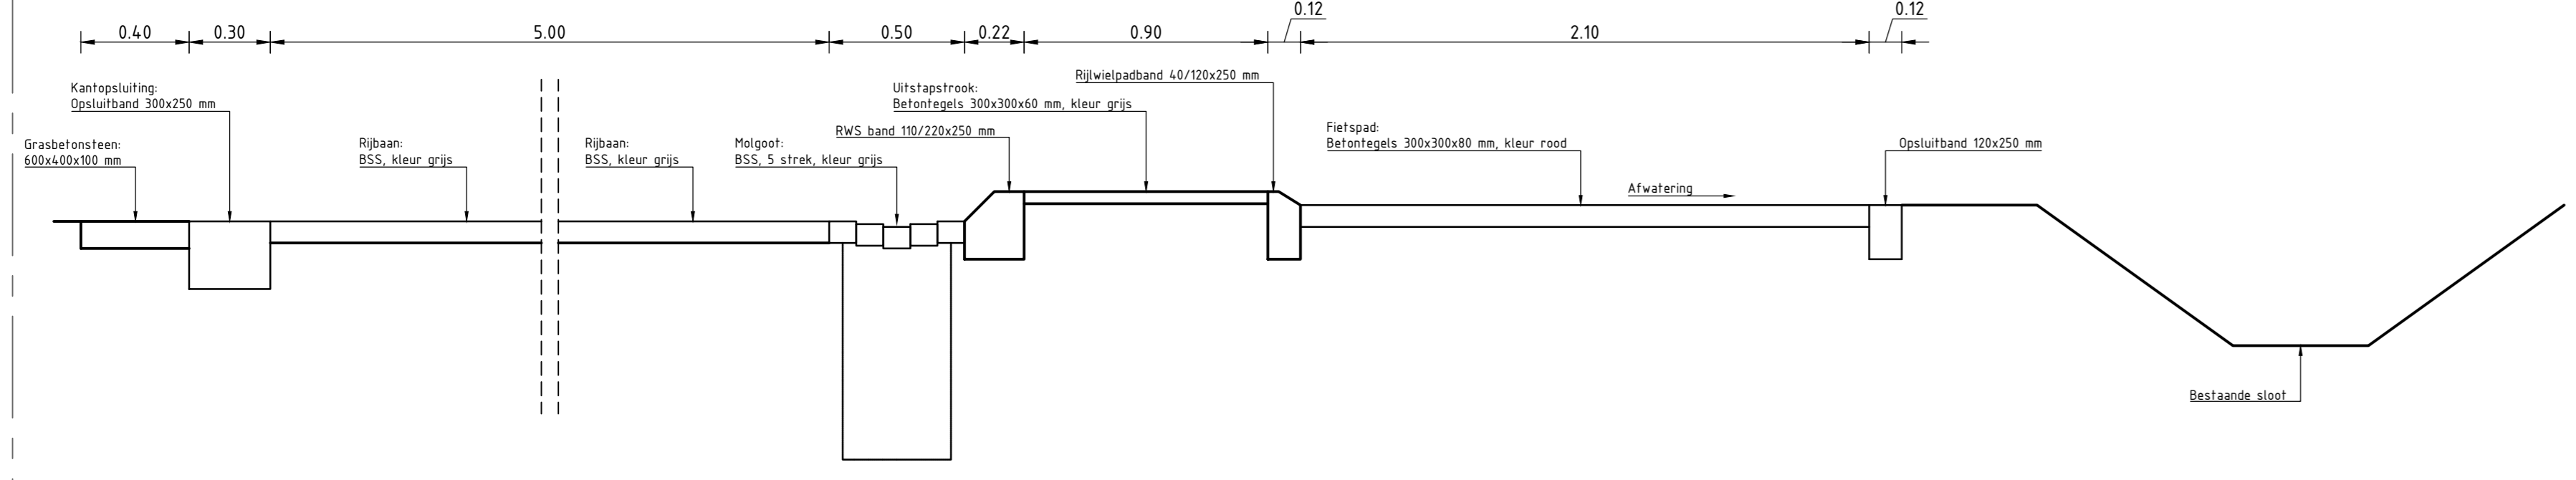 0.12
0.12
0.40
0.30
5.00
0.50
0.22
0.90
2.10
Kantopsluiting:
Opsluitband 300x250 mm
Grasbetonsteen:
600x400x100 mm
Rijbaan:
BSS, kleur grijs
Rijbaan:
BSS, kleur grijs
Molgoot:
BSS, 5 strek, kleur grijs
RWS band 110/220x250 mm
Uitstapstrook:
Betontegels 300x300x60 mm, kleur grijs
Rijlwielpadband 40/120x250 mm
Fietspad:
Betontegels 300x300x80 mm, kleur rood
Afwatering
Opsluitband 120x250 mm
Bestaande sloot